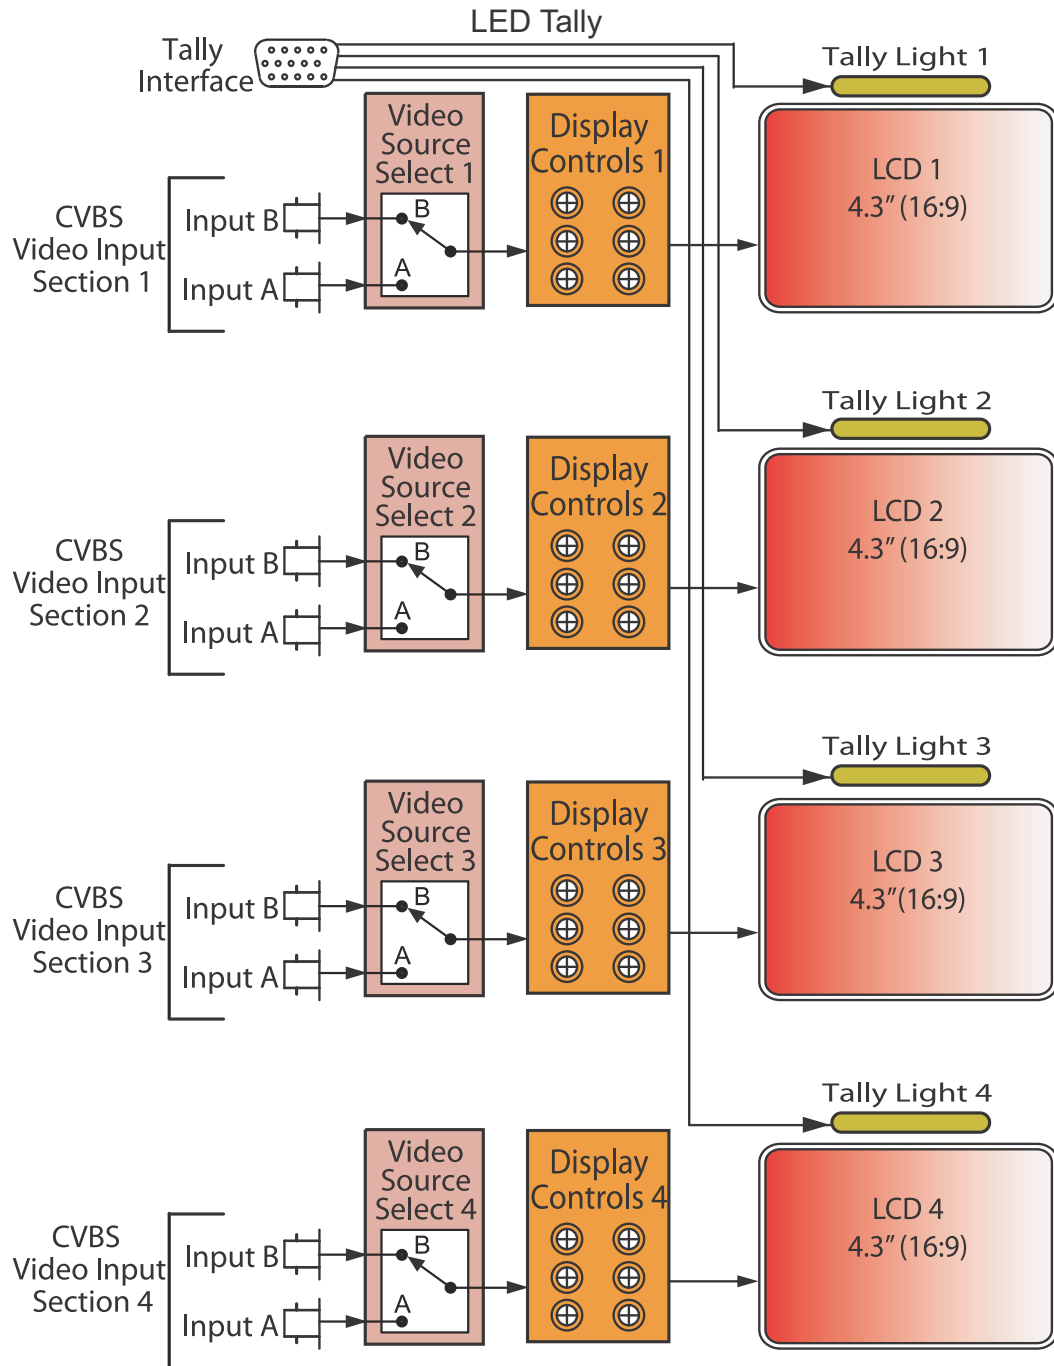 LED Tally
Tally
Interface
Tally Light 1
CVBS
Video Input
Section 1
Input B
Input A
Video
Source
Select 1
B
A
Display
Controls 1
LCD 1
4.3” (16:9)
Tally Light 2
CVBS
Video Input
Section 2
Input B
Input A
Video
Source
Select 2
B
A
Display
Controls 2
LCD 2
4.3” (16:9)
Tally Light 3
CVBS
Video Input
Section 3
Input B
Input A
Video
Source
Select 3
B
A
Display
Controls 3
LCD 3
4.3”(16:9)
Tally Light 4
CVBS
Video Input
Section 4
Input B
Input A
Video
Source
Select 4
B
A
Display
Controls 4
LCD 4
4.3” (16:9)